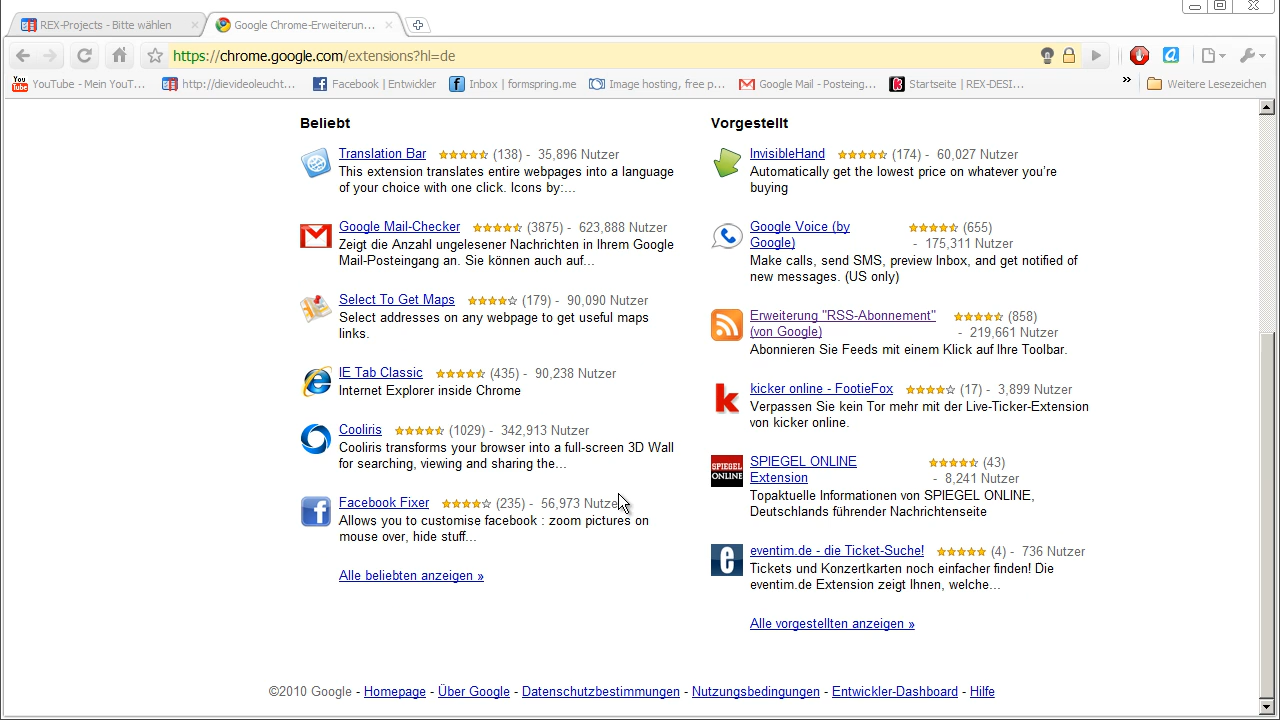 REX-Projects - Bitte wählen
Google Chrome-Erweiterun...
https://chrome.google.com/extensions?hl=de
You Tube YouTube - Mein YouT...
http://dievideoleucht...
Facebook | Entwickler
Inbox | formspring.me
Image hosting, free p...
Google Mail - Posteing...
Startseite | REX-DESI...
»
Weitere Lesezeichen
Beliebt
Translation Bar (138) - 35,896 Nutzer
This extension translates entire webpages into a language
of your choice with one click. Icons by:...
Google Mail-Checker (3875) - 623,888 Nutzer
Zeigt die Anzahl ungelesener Nachrichten in Ihrem Google
Mail-Posteingang an. Sie können auch auf...
Select To Get Maps (179) - 90,090 Nutzer
Select addresses on any webpage to get useful maps
links.
IE Tab Classic (435) - 90,238 Nutzer
Internet Explorer inside Chrome
Cooliris (1029) - 342,913 Nutzer
Cooliris transforms your browser into a full-screen 3D Wall
for searching, viewing and sharing the...
Facebook Fixer (235) - 56,973 Nutzer
Allows you to customise facebook : zoom pictures on
mouse over, hide stuff...
Alle beliebten anzeigen »
Vorgestellt
InvisibleHand (174) - 60,027 Nutzer
Automatically get the lowest price on whatever you're
buying
Google Voice (by (655)
Google) - 175,311 Nutzer
Make calls, send SMS, preview Inbox, and get notified of
new messages. (US only)
Erweiterung "RSS-Abonnement" (858)
(von Google) - 219,661 Nutzer
Abonnieren Sie Feeds mit einem Klick auf Ihre Toolbar.
kicker online - FootieFox (17) - 3,899 Nutzer
Verpassen Sie kein Tor mehr mit der Live-Ticker-Extension
von kicker online.
SPIEGEL ONLINE
SPIEGEL ONLINE (43)
Extension - 8,241 Nutzer
Topaktuelle Informationen von SPIEGEL ONLINE,
Deutschlands führender Nachrichtenseite
eventim.de - die Ticket-Suche! (4) - 736 Nutzer
Tickets und Konzertkarten noch einfacher finden! Die
eventim.de Extension zeigt Ihnen, welche...
Alle vorgestellten anzeigen »
©2010 Google - Homepage - Über Google - Datenschutzbestimmungen - Nutzungsbedingungen - Entwickler-Dashboard - Hilfe